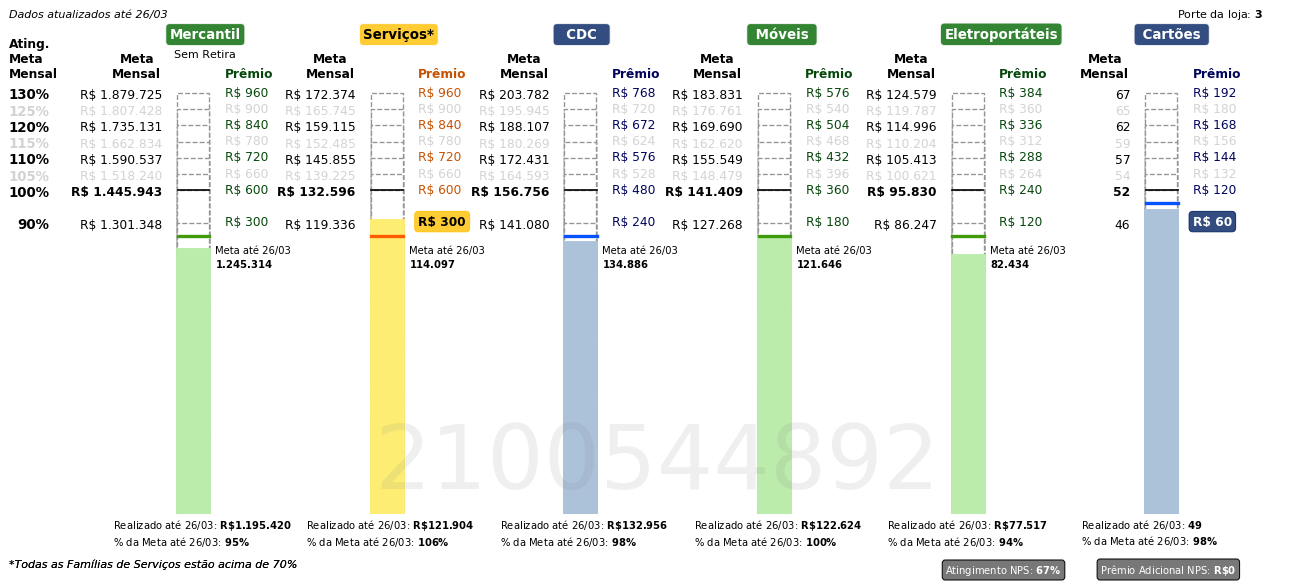 Dados atualizados até 26/03 Porte da loja: 3
Mercantil Serviços* CDC Móveis Eletroportáteis Cartões
Sem Retira
Ating. Meta Mensal Meta Mensal Prêmio Meta Mensal Prêmio Meta Mensal Prêmio Meta Mensal Prêmio Meta Mensal Prêmio Meta Mensal Prêmio
130% R$ 1.879.725 R$ 960 R$ 172.374 R$ 960 R$ 203.782 R$ 768 R$ 183.831 R$ 576 R$ 124.579 R$ 384 67 R$ 192
125% R$ 1.807.428 R$ 900 R$ 165.745 R$ 900 R$ 195.945 R$ 720 R$ 176.761 R$ 540 R$ 119.787 R$ 360 65 R$ 180
120% R$ 1.735.131 R$ 840 R$ 159.115 R$ 840 R$ 188.107 R$ 672 R$ 169.690 R$ 504 R$ 114.996 R$ 336 62 R$ 168
115% R$ 1.662.834 R$ 780 R$ 152.485 R$ 780 R$ 180.269 R$ 624 R$ 162.620 R$ 468 R$ 110.204 R$ 312 59 R$ 156
110% R$ 1.590.537 R$ 720 R$ 145.855 R$ 720 R$ 172.431 R$ 576 R$ 155.549 R$ 432 R$ 105.413 R$ 288 57 R$ 144
105% R$ 1.518.240 R$ 660 R$ 139.225 R$ 660 R$ 164.593 R$ 528 R$ 148.479 R$ 396 R$ 100.621 R$ 264 54 R$ 132
100% R$ 1.445.943 R$ 600 R$ 132.596 R$ 600 R$ 156.756 R$ 480 R$ 141.409 R$ 360 R$ 95.830 R$ 240 52 R$ 120
90% R$ 1.301.348 R$ 300 R$ 119.336 R$ 300 R$ 141.080 R$ 240 R$ 127.268 R$ 180 R$ 86.247 R$ 120 46 R$ 60
Meta até 26/03 Meta até 26/03 Meta até 26/03 Meta até 26/03 Meta até 26/03
1.245.314 114.097 134.886 121.646 82.434
2100544892
Realizado até 26/03: R$1.195.420 Realizado até 26/03: R$121.904 Realizado até 26/03: R$132.956 Realizado até 26/03: R$122.624 Realizado até 26/03: R$77.517 Realizado até 26/03: 49
% da Meta até 26/03: 95% % da Meta até 26/03: 106% % da Meta até 26/03: 98% % da Meta até 26/03: 100% % da Meta até 26/03: 94% % da Meta até 26/03: 98%
*Todas as Famílias de Serviços estão acima de 70% Atingimento NPS: 67% Prêmio Adicional NPS: R$0